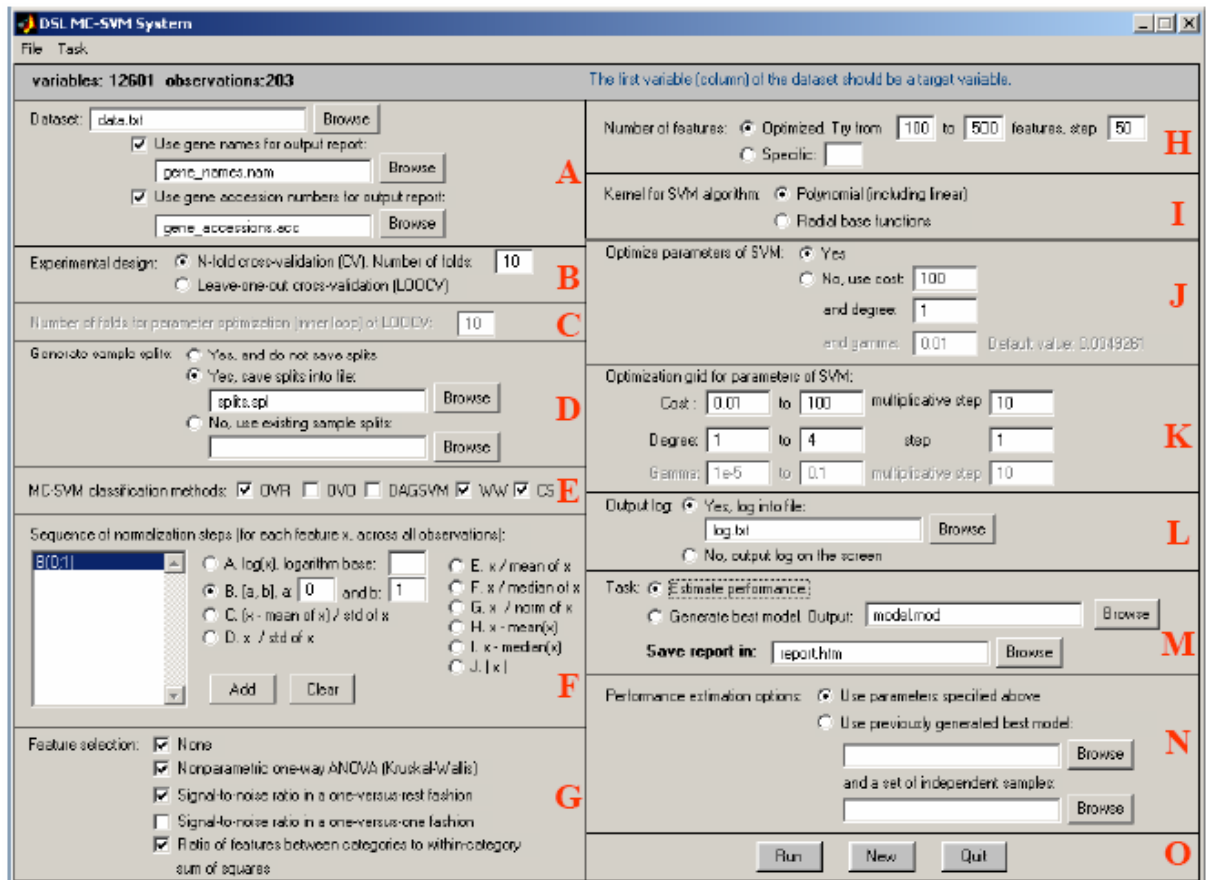 DSL MC-SVM System
File Task
variables: 12601 observations:203
The first variable (column) of the dataset should be a target variable.
Dataset: data.txt Browse
Use gene names for output report:
gene_names.nam Browse
Use gene accession numbers for output report:
gene_accessions.acc Browse
A
Experimental design: N-fold cross-validation (CV). Number of folds: 10
Leave-one-out cross-validation (LOOCV)
B
Number of folds for parameter optimization (inner loop) of LOOCV: 10
C
Generate sample splits: Yes, and do not save splits
Yes, save splits into file:
splits.spl Browse
No, use existing sample splits:
Browse
D
MC-SVM classification methods: OVR OVO DAGSVM WW CS
E
Sequence of normalization steps (for each feature x, across all observations):
B(0;1)
A. log(x), logarithm base:
B. [a, b], a: 0 and b: 1
C. (x - mean of x) / std of x
D. x / std of x
E. x / mean of x
F. x / median of x
G. x / norm of x
H. x - mean(x)
I. x - median(x)
J. | x |
Add Clear
F
Feature selection: None
Nonparametric one-way ANOVA (Kruskal-Wallis)
Signal-to-noise ratio in a one-versus-rest fashion
Signal-to-noise ratio in a one-versus-one fashion
Ratio of features between categories to within-category
sum of squares
G
Number of features: Optimized. Try from 100 to 500 features, step 50
Specific:
H
Kernel for SVM algorithm: Polynomial (including linear)
Radial base functions
I
Optimize parameters of SVM: Yes
No, use cost: 100
and degree: 1
and gamma: 0.01 Default value: 0.0049261
J
Optimization grid for parameters of SVM:
Cost : 0.01 to 100 multiplicative step 10
Degree: 1 to 4 step 1
Gamma: 1e-5 to 0.1 multiplicative step 10
K
Output log: Yes, log into file:
log.txt Browse
No, output log on the screen
L
Task: Estimate performance
Generate best model. Output: model.mod Browse
Save report in: report.htm Browse
M
Performance extimation options: Use parameters specified above
Use previously generated best model:
Browse
and a set of independent samples:
Browse
N
Run New Quit
O